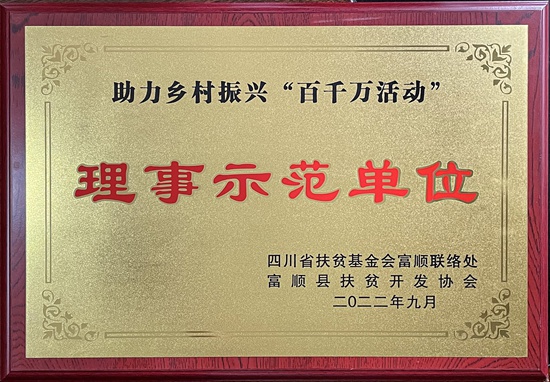 助力乡村振兴“百千万活动”
理事示范单位
四川省扶贫基金会富顺联络处
富顺县扶贫开发协会
二〇二二年九月